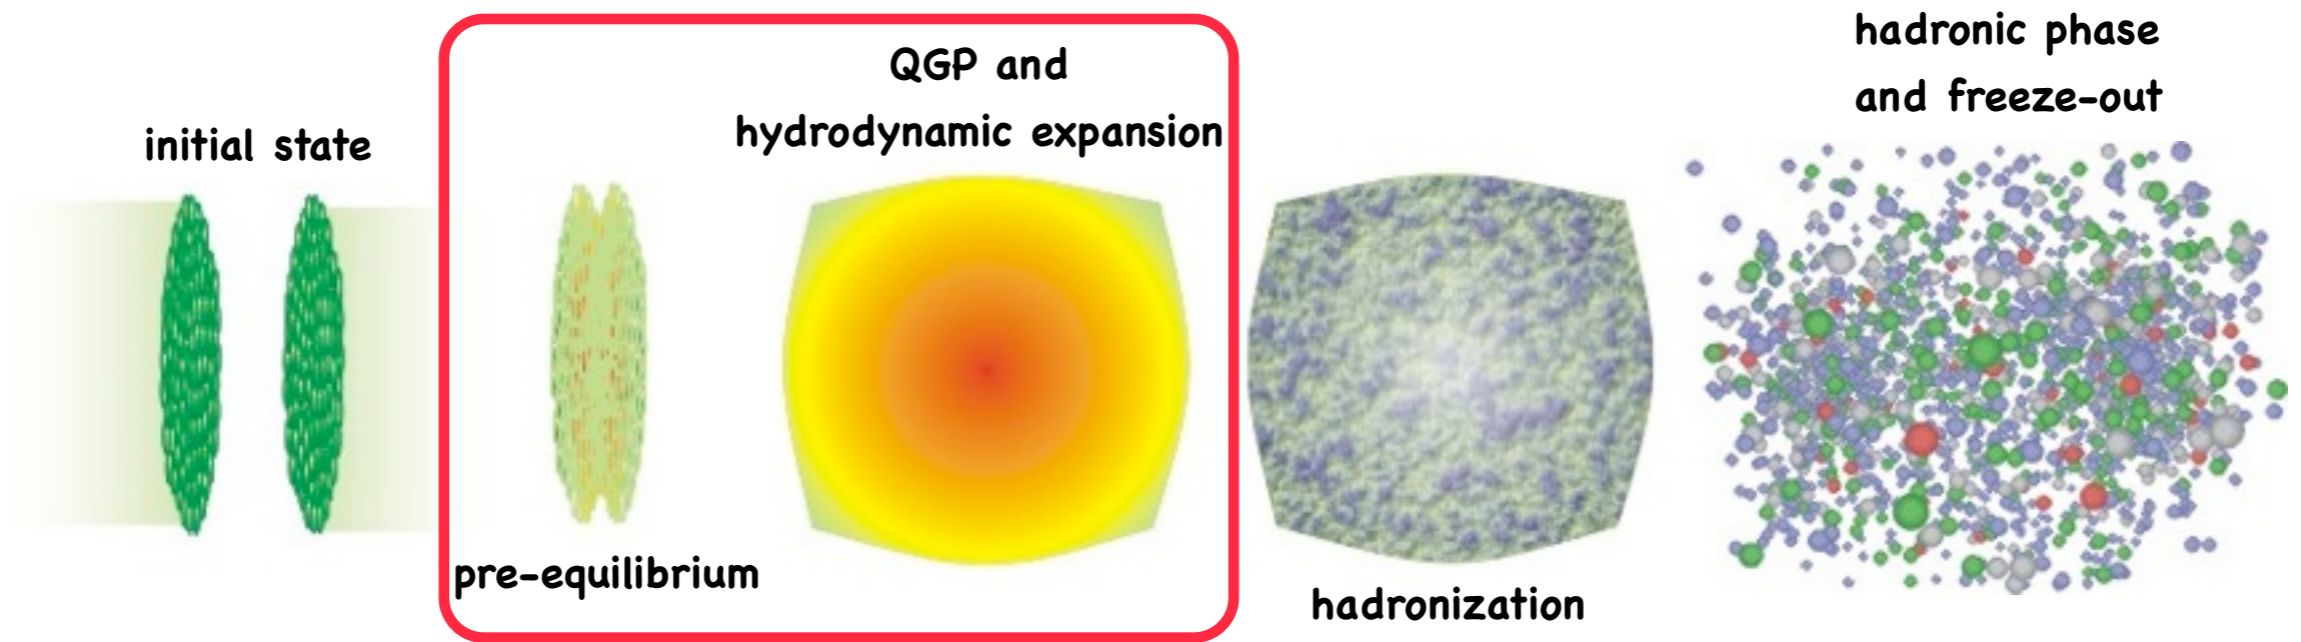 initial state
pre-equilibrium
QGP and
hydrodynamic expansion
hadronization
hadronic phase
and freeze-out